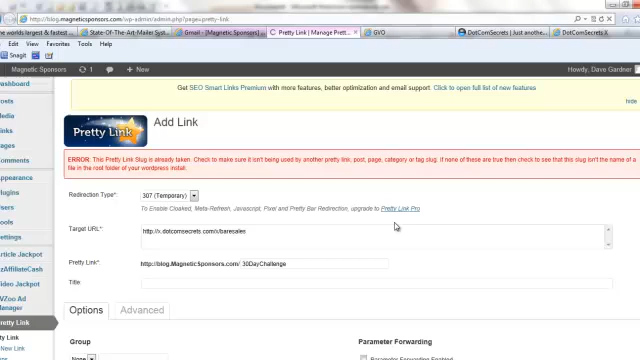 http://blog.magneticsponsors.com/wp-admin/admin.php?page=pretty-link
he worlds largest & fastest
State-Of-The-Art Mailer Syste
Gmail - [Magnetic Sponsors
Pretty Link | Manage Prett...
GVO
DotComSecrets | Just anothe
DotComSecrets X
Edit View Favorites Tools Help
Snagit
Magnetic Sponsors 1 + New
Howdy, Dave Gardner
Get SEO Smart Links Premium with more features, better optimization and email support. Click to open full list of new features
hide
Dashboard
Posts
Media
Links
Pages
Comments
Appearance
Plugins
Users
Tools
Settings
Article Jackpot
Video Jackpot
Pretty Link
New Link
Pretty Link
Add Link
ERROR: This Pretty Link Slug is already taken. Check to make sure it isn't being used by another pretty link, post, page, category or tag slug. If none of these are true then check to see that this slug isn't the name of a
file in the root folder of your wordpress install.
Redirection Type*: 307 (Temporary)
To Enable Cloaked, Meta-Refresh, Javascript, Pixel and Pretty Bar Redirection, upgrade to Pretty Link Pro
Target URL*: http://x.dotcomsecrets.com/x/baresales
Pretty Link*: http://blog.MagneticSponsors.com/ 30DayChallenge
Title:
Options Advanced
Group
Parameter Forwarding
None
Parameter Forwarding Enabled